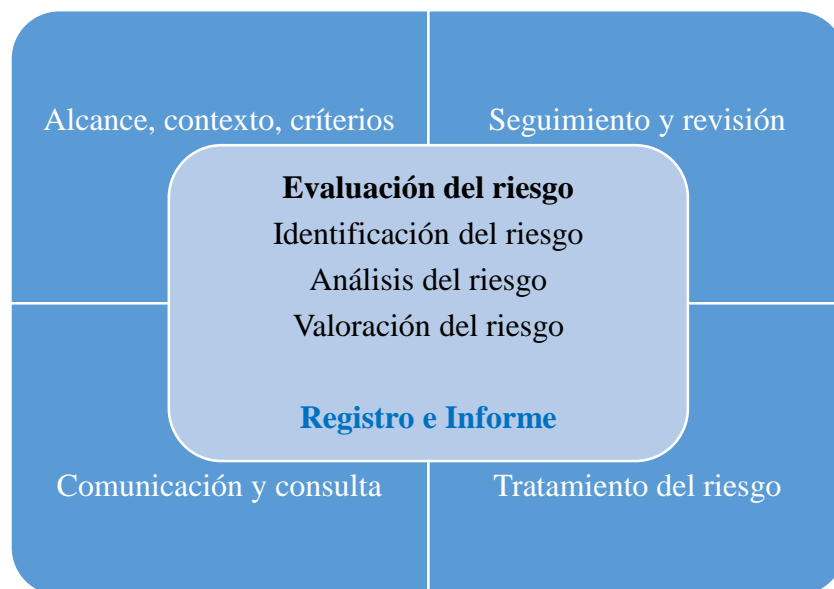 Alcance, contexto, críterios
Seguimiento y revisión
Evaluación del riesgo
Identificación del riesgo
Análisis del riesgo
Valoración del riesgo
Registro e Informe
Comunicación y consulta
Tratamiento del riesgo